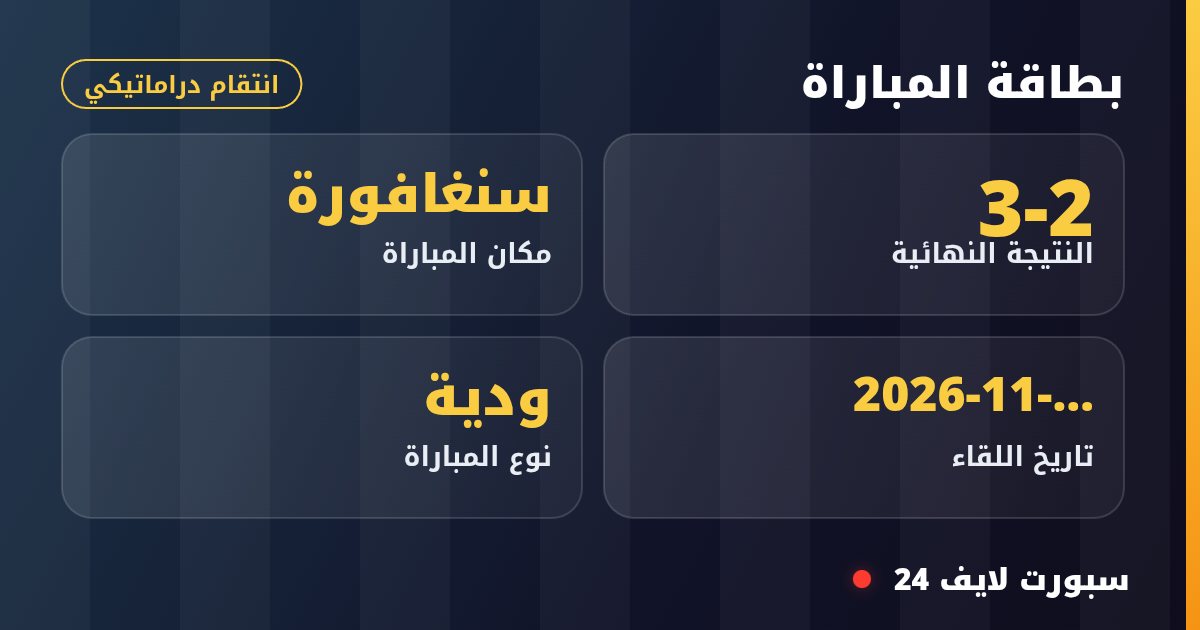 بطاقة المباراة
انتقام دراماتيكي
3-2
النتيجة النهائية
سنغافورة
مكان المباراة
2026-11-...
تاريخ اللقاء
ودية
نوع المباراة
سبورت لايف 24